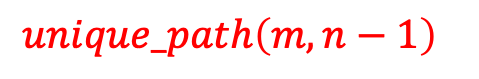 unique_path(m, n − 1)